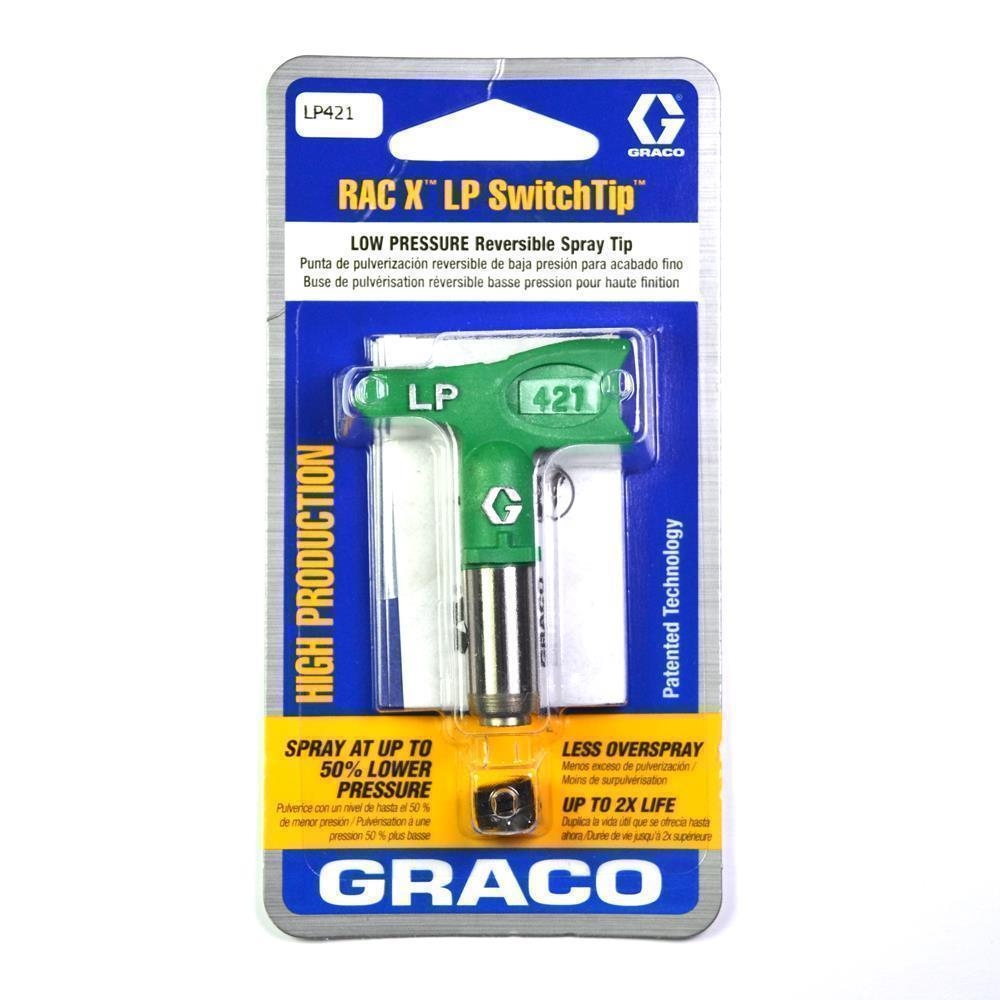 LP421
GRACO
RAC X™ LP SwitchTip™
LOW PRESSURE Reversible Spray Tip
Punta de pulverización reversible de baja presión para acabado fino
Buse de pulvérisation réversible basse pression pour haute finition
LP
421
G
HIGH PRODUCTION
GRACO
Patented Technology
SPRAY AT UP TO
50% LOWER
PRESSURE
Pulverice con un nivel de hasta el 50 %
de menor presión / Pulvérisation à une
pression 50 % plus basse
LESS OVERSPRAY
Menos exceso de pulverización /
Moins de surpulvérisation
UP TO 2X LIFE
Duplica la vida útil que se ofrecía hasta
ahora./Durée de vie jusqu'à 2x supérieure
GRACO